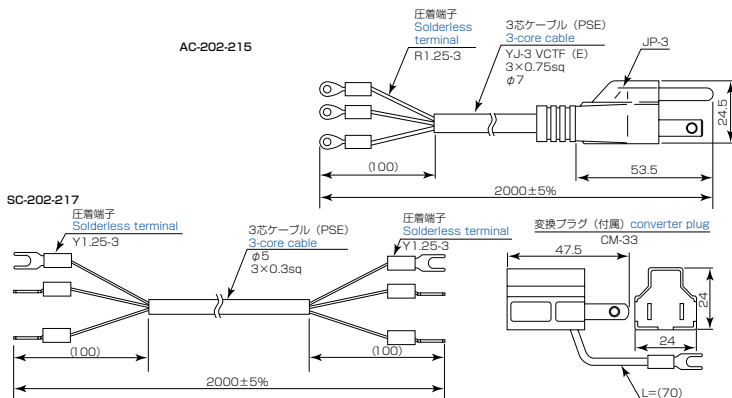 AC-202-215
圧着端子
Solderless
terminal
R1.25-3
3芯ケーブル（PSE）
3-core cable
YJ-3 VCTF（E）
3×0.75sq
φ7
JP-3
24.5
(100)
53.5
2000±5%
SC-202-217
圧着端子
Solderless terminal
Y1.25-3
3芯ケーブル（PSE）
3-core cable
φ5
3×0.3sq
圧着端子
Solderless terminal
Y1.25-3
(100)
(100)
2000±5%
変換プラグ（付属）converter plug
CM-33
47.5
24
24
L=(70)